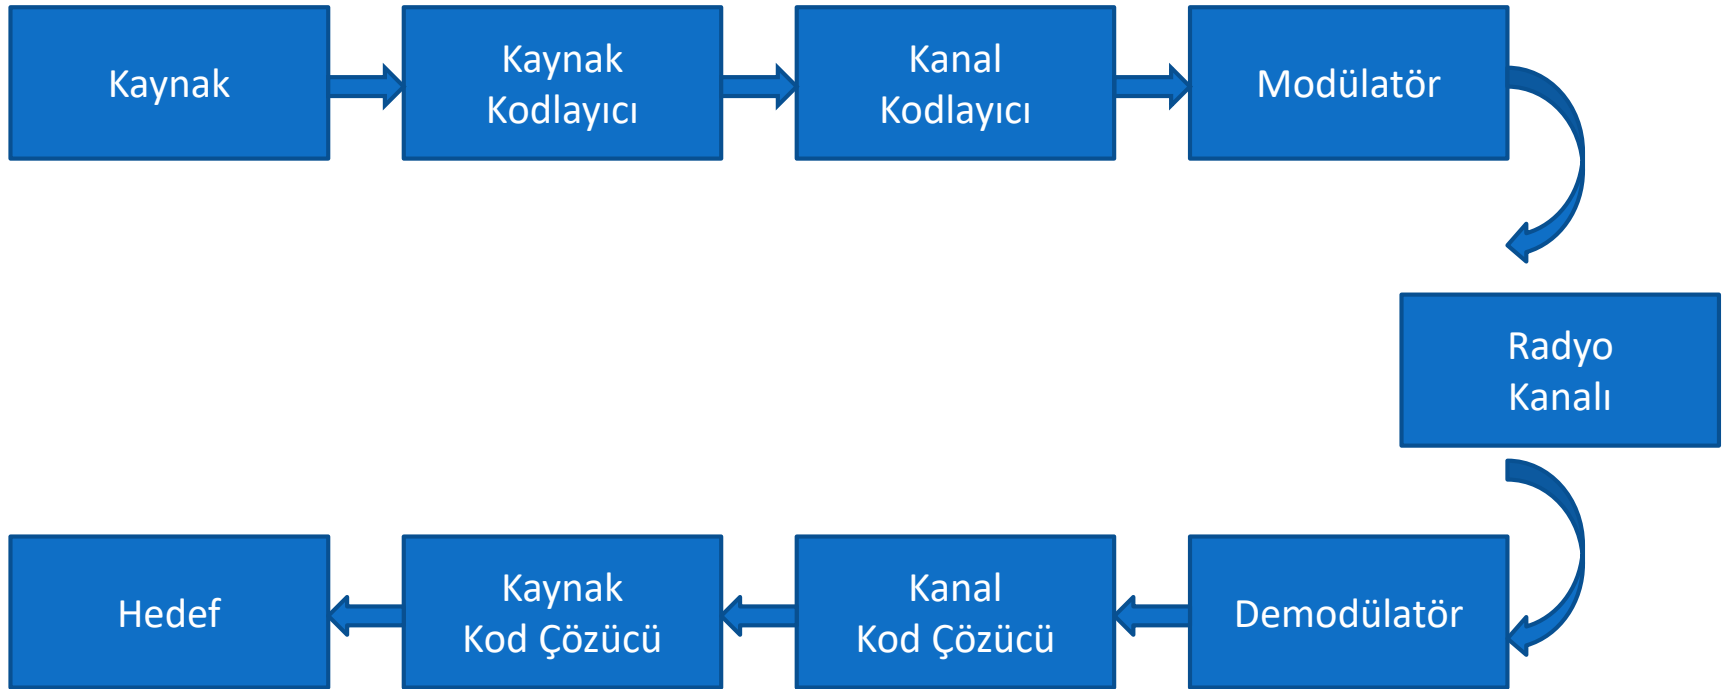 Kaynak
Kaynak
Kodlayıcı
Kanal
Kodlayıcı
Modülatör
Radyo
Kanalı
Hedef
Kaynak
Kod Çözücü
Kanal
Kod Çözücü
Demodülatör